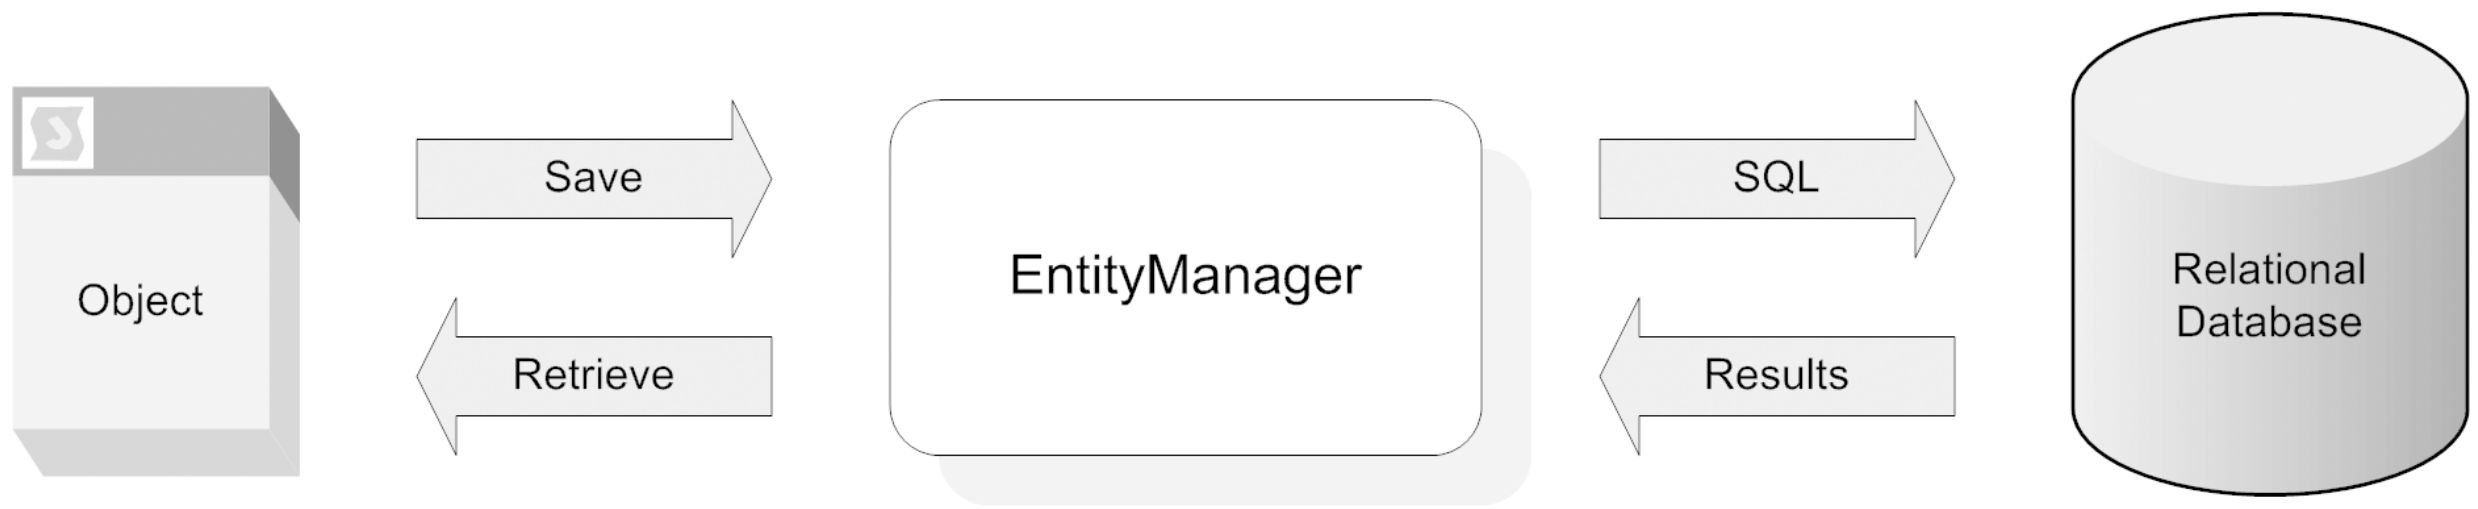 Object
Save
Retrieve
EntityManager
SQL
Results
Relational
Database